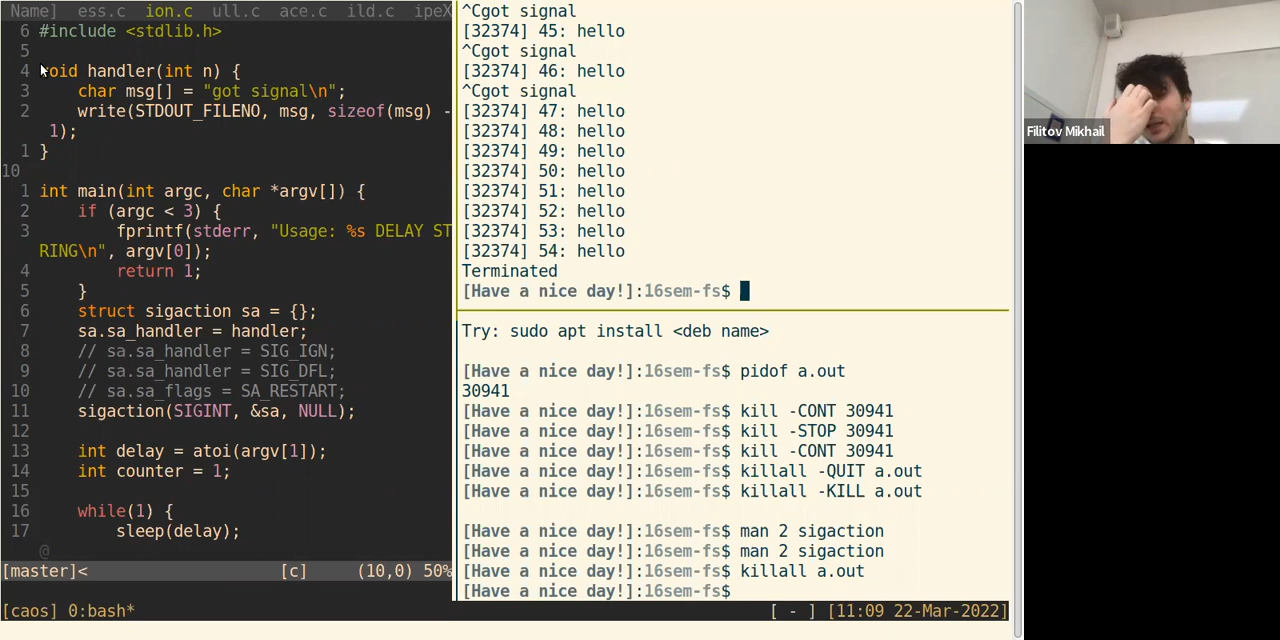 Name]  ess.c  ion.c  ull.c  ace.c  ild.c  ipeX
6 #include <stdlib.h>
5
4 void handler(int n) {
3     char msg[] = "got signal\n";
2     write(STDOUT_FILENO, msg, sizeof(msg) -
 1);
1 }
10
1 int main(int argc, char *argv[]) {
2     if (argc < 3) {
3         fprintf(stderr, "Usage: %s DELAY ST
RING\n", argv[0]);
4         return 1;
5     }
6     struct sigaction sa = {};
7     sa.sa_handler = handler;
8     // sa.sa_handler = SIG_IGN;
9     // sa.sa_handler = SIG_DFL;
10     // sa.sa_flags = SA_RESTART;
11     sigaction(SIGINT, &sa, NULL);
12
13     int delay = atoi(argv[1]);
14     int counter = 1;
15
16     while(1) {
17         sleep(delay);
@
[master]< [c] (10,0) 50%
^Cgot signal
[32374] 45: hello
^Cgot signal
[32374] 46: hello
^Cgot signal
[32374] 47: hello
[32374] 48: hello
[32374] 49: hello
[32374] 50: hello
[32374] 51: hello
[32374] 52: hello
[32374] 53: hello
[32374] 54: hello
Terminated
[Have a nice day!]:16sem-fs$
Try: sudo apt install <deb name>
[Have a nice day!]:16sem-fs$ pidof a.out
30941
[Have a nice day!]:16sem-fs$ kill -CONT 30941
[Have a nice day!]:16sem-fs$ kill -STOP 30941
[Have a nice day!]:16sem-fs$ kill -CONT 30941
[Have a nice day!]:16sem-fs$ killall -QUIT a.out
[Have a nice day!]:16sem-fs$ killall -KILL a.out
[Have a nice day!]:16sem-fs$ man 2 sigaction
[Have a nice day!]:16sem-fs$ man 2 sigaction
[Have a nice day!]:16sem-fs$ killall a.out
[Have a nice day!]:16sem-fs$
[caos] 0:bash* [ - ] [11:09 22-Mar-2022]
Filitov Mikhail